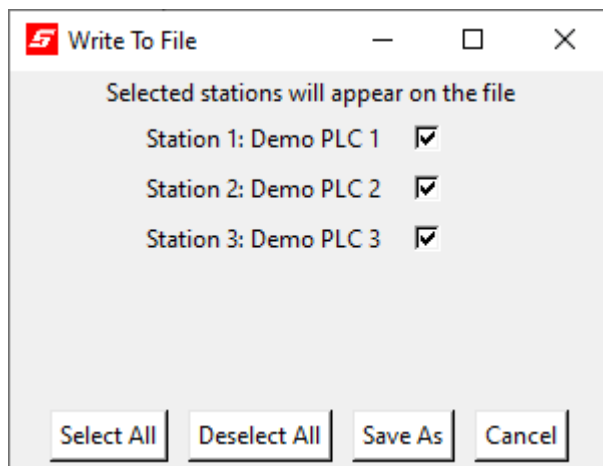 Write To File
Selected stations will appear on the file
Station 1: Demo PLC 1
Station 2: Demo PLC 2
Station 3: Demo PLC 3
Select All Deselect All Save As Cancel